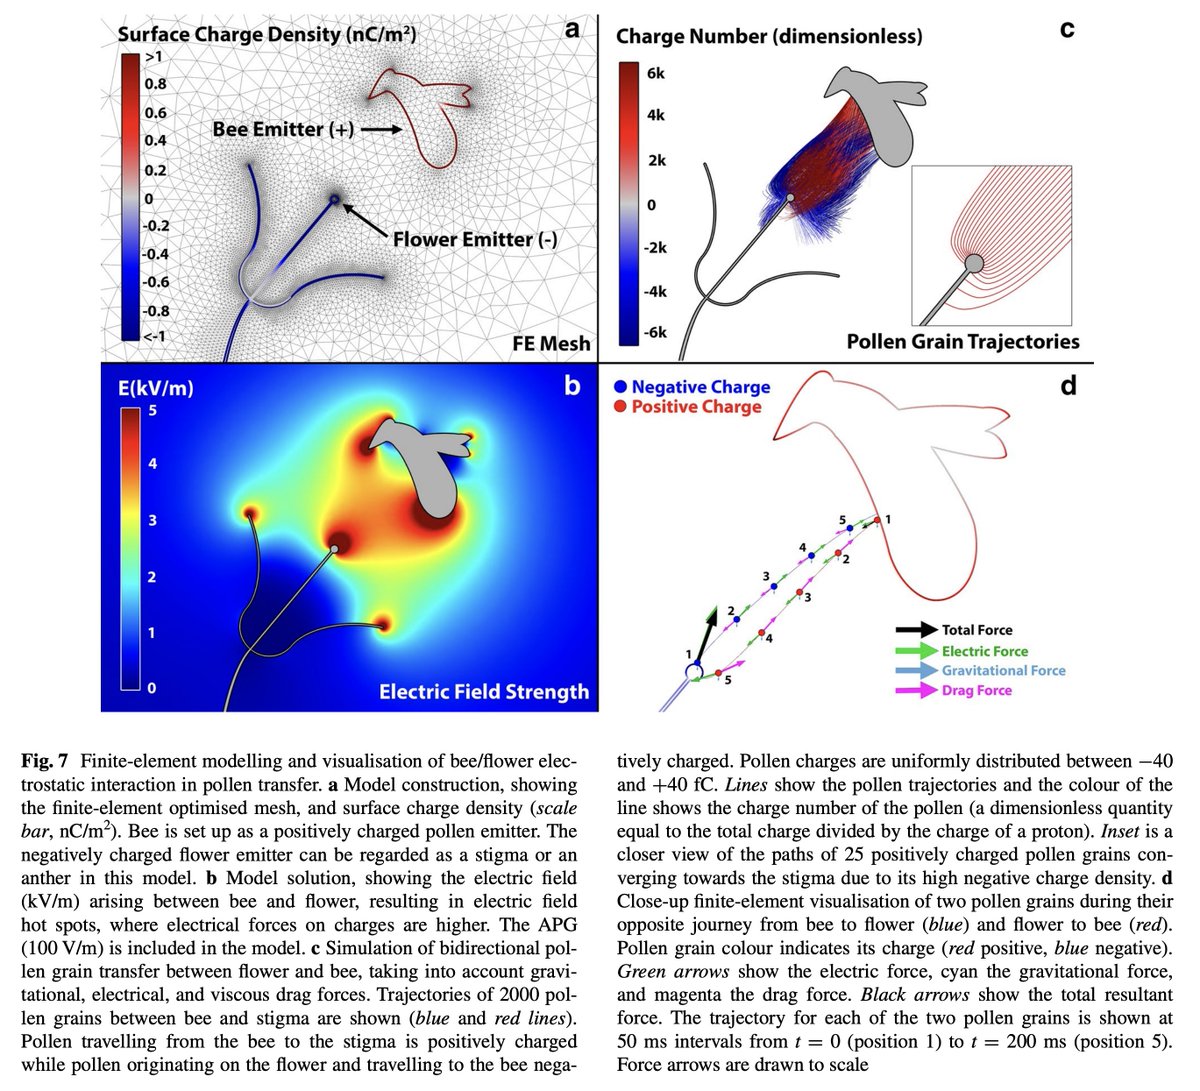 Surface Charge Density (nC/m²)
a
>1
0.8
0.6
0.4
0.2
0
-0.2
-0.4
-0.6
-0.8
<-1
Bee Emitter (+)
Flower Emitter (-)
FE Mesh
Charge Number (dimensionless)
c
6k
4k
2k
0
-2k
-4k
-6k
Pollen Grain Trajectories
E(kV/m)
b
5
4
3
2
1
0
Electric Field Strength
Negative Charge
d
Positive Charge
5
1
4
2
3
3
2
4
1
5
Total Force
Electric Force
Gravitational Force
Drag Force
Fig. 7 Finite-element modelling and visualisation of bee/flower elec-
trostatic interaction in pollen transfer. a Model construction, showing
the finite-element optimised mesh, and surface charge density (scale
bar, nC/m²). Bee is set up as a positively charged pollen emitter. The
negatively charged flower emitter can be regarded as a stigma or an
anther in this model. b Model solution, showing the electric field
(kV/m) arising between bee and flower, resulting in electric field
hot spots, where electrical forces on charges are higher. The APG
(100 V/m) is included in the model. c Simulation of bidirectional pol-
len grain transfer between flower and bee, taking into account gravi-
tational, electrical, and viscous drag forces. Trajectories of 2000 pol-
len grains between bee and stigma are shown (blue and red lines).
Pollen travelling from the bee to the stigma is positively charged
while pollen originating on the flower and travelling to the bee nega-
tively charged. Pollen charges are uniformly distributed between −40
and +40 fC. Lines show the pollen trajectories and the colour of the
line shows the charge number of the pollen (a dimensionless quantity
equal to the total charge divided by the charge of a proton). Inset is a
closer view of the paths of 25 positively charged pollen grains con-
verging towards the stigma due to its high negative charge density. d
Close-up finite-element visualisation of two pollen grains during their
opposite journey from bee to flower (blue) and flower to bee (red).
Pollen grain colour indicates its charge (red positive, blue negative).
Green arrows show the electric force, cyan the gravitational force,
and magenta the drag force. Black arrows show the total resultant
force. The trajectory for each of the two pollen grains is shown at
50 ms intervals from t = 0 (position 1) to t = 200 ms (position 5).
Force arrows are drawn to scale